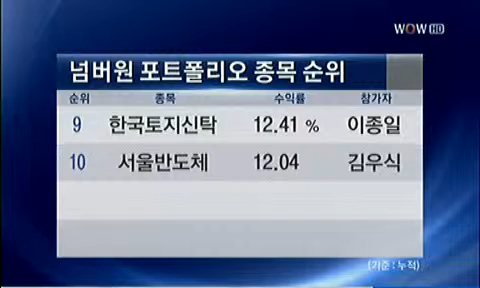 WOW HD
넘버원 포트폴리오 종목 순위
순위 종목 수익률 참가자
9 한국토지신탁 12.41 % 이종일
10 서울반도체 12.04 김우식
(기준 : 누적)